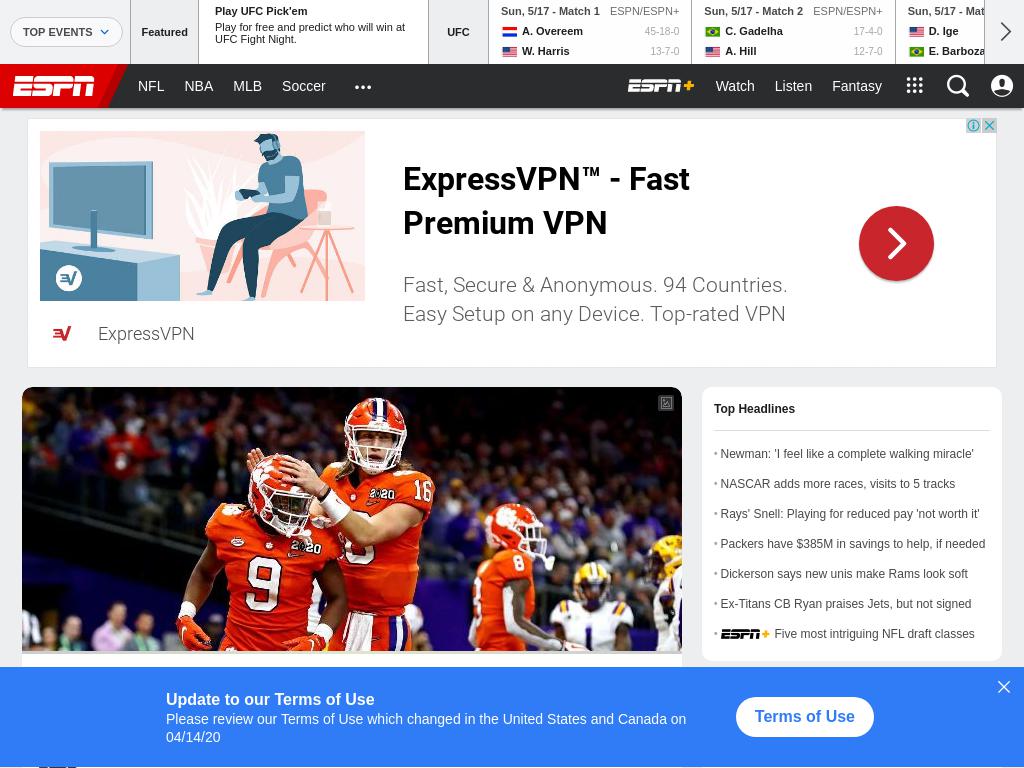 TOP EVENTS
Featured
Play UFC Pick'em
Play for free and predict who will win at
UFC Fight Night.
UFC
Sun, 5/17 - Match 1 ESPN/ESPN+
A. Overeem 45-18-0
W. Harris 13-7-0
Sun, 5/17 - Match 2 ESPN/ESPN+
C. Gadelha 17-4-0
A. Hill 12-7-0
Sun, 5/17 - Mat
D. Ige
E. Barboza
ESPN
NFL NBA MLB Soccer
ESPN+ Watch Listen Fantasy
ExpressVPN™ - Fast
Premium VPN
Fast, Secure & Anonymous. 94 Countries.
Easy Setup on any Device. Top-rated VPN
ExpressVPN
16
2020
2020
9
8
1
Top Headlines
Newman: 'I feel like a complete walking miracle'
NASCAR adds more races, visits to 5 tracks
Rays' Snell: Playing for reduced pay 'not worth it'
Packers have $385M in savings to help, if needed
Dickerson says new unis make Rams look soft
Ex-Titans CB Ryan praises Jets, but not signed
ESPN+ Five most intriguing NFL draft classes
Update to our Terms of Use
Please review our Terms of Use which changed in the United States and Canada on
04/14/20
Terms of Use